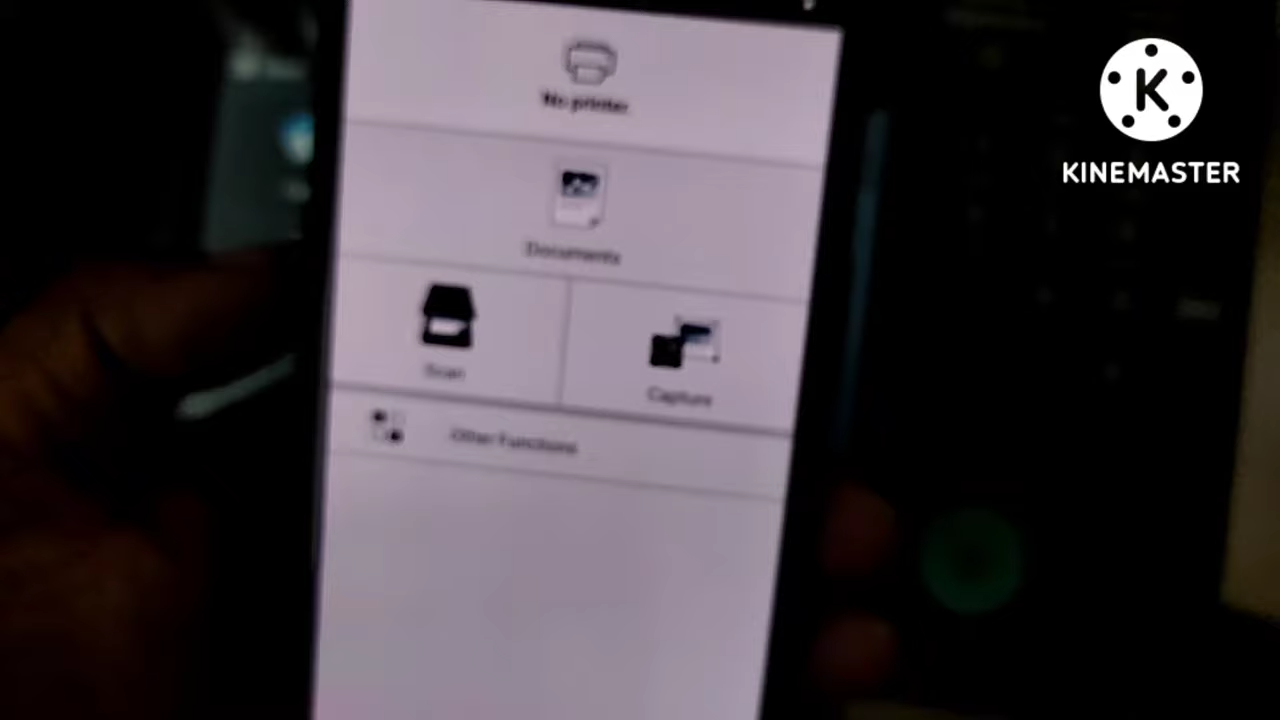 No printer
Documents
Scan
Capture
Other Functions
K
KINEMASTER